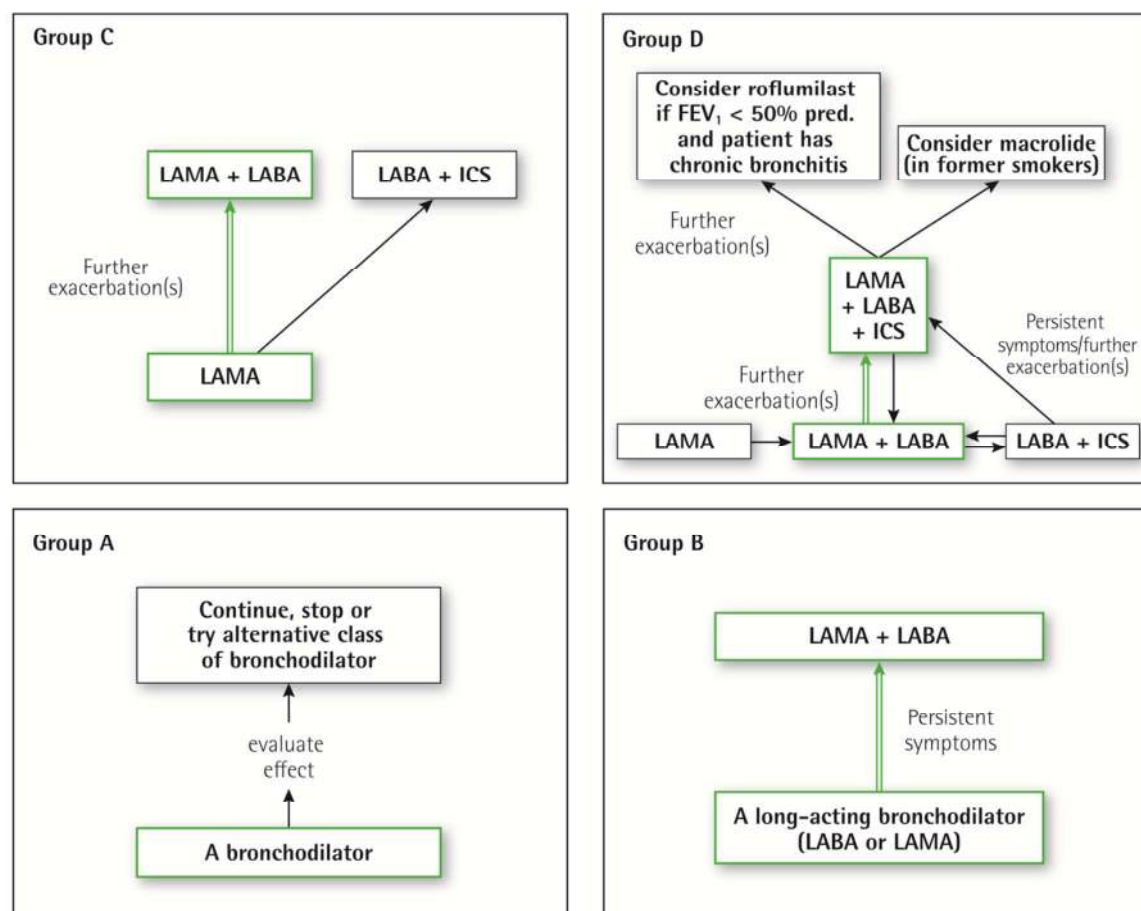 Group C
LAMA + LABA
LABA + ICS
Further
exacerbation(s)
LAMA
Group D
Consider roflumilast
if FEV₁ < 50% pred.
and patient has
chronic bronchitis
Consider macrolide
(in former smokers)
Further
exacerbation(s)
LAMA
+ LABA
+ ICS
Persistent
symptoms/further
exacerbation(s)
Further
exacerbation(s)
LAMA
LAMA + LABA
LABA + ICS
Group A
Continue, stop or
try alternative class
of bronchodilator
evaluate
effect
A bronchodilator
Group B
LAMA + LABA
Persistent
symptoms
A long-acting bronchodilator
(LABA or LAMA)